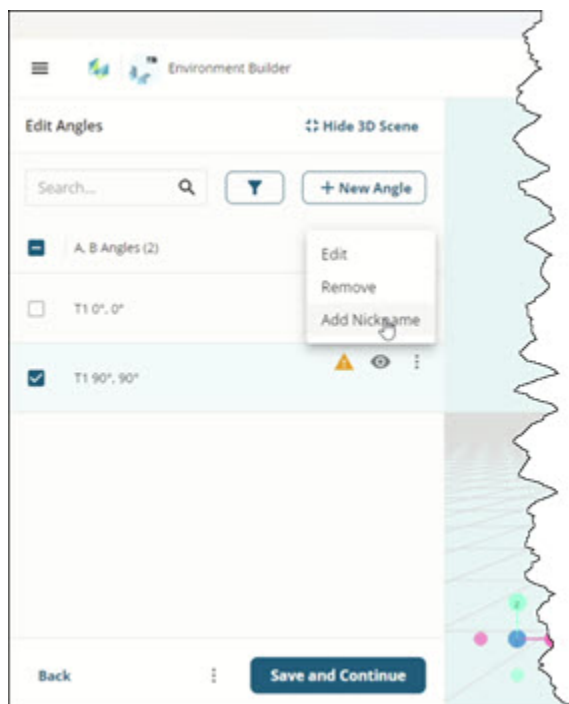 TB
Environment Builder
Edit Angles
Hide 3D Scene
Search...
+ New Angle
A, B Angles (2)
Edit
Remove
Add Nickname
T1 0°, 0°
T1 90°, 90°
Z
Back
Save and Continue